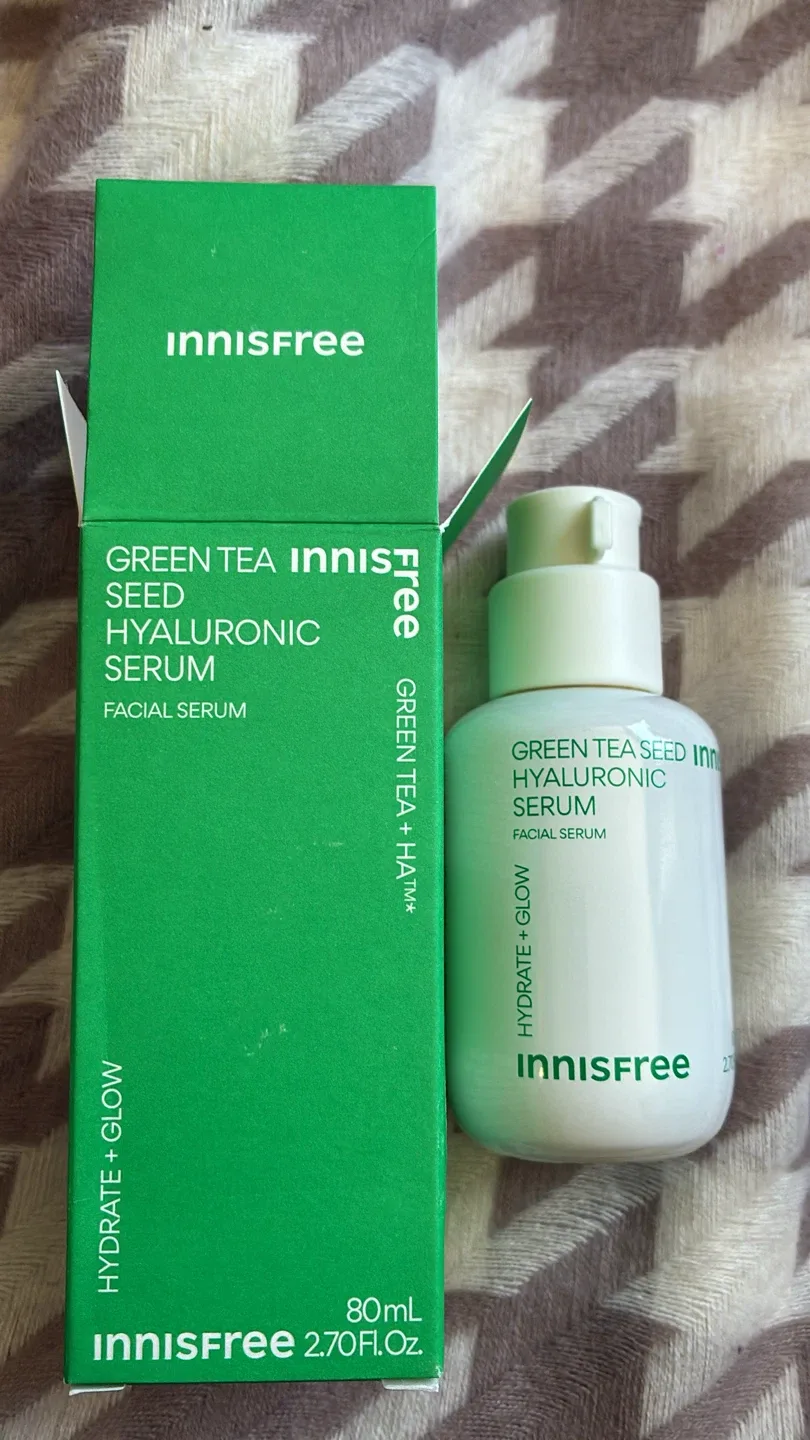 innisfree
GREEN TEA innisfree
SEED
HYALURONIC
SERUM
FACIAL SERUM
GREEN TEA + HA™*
HYDRATE + GLOW
80mL
innisfree 2.70Fl.Oz.
GREEN TEA SEED
HYALURONIC
SERUM
FACIAL SERUM
HYDRATE + GLOW
innisfree